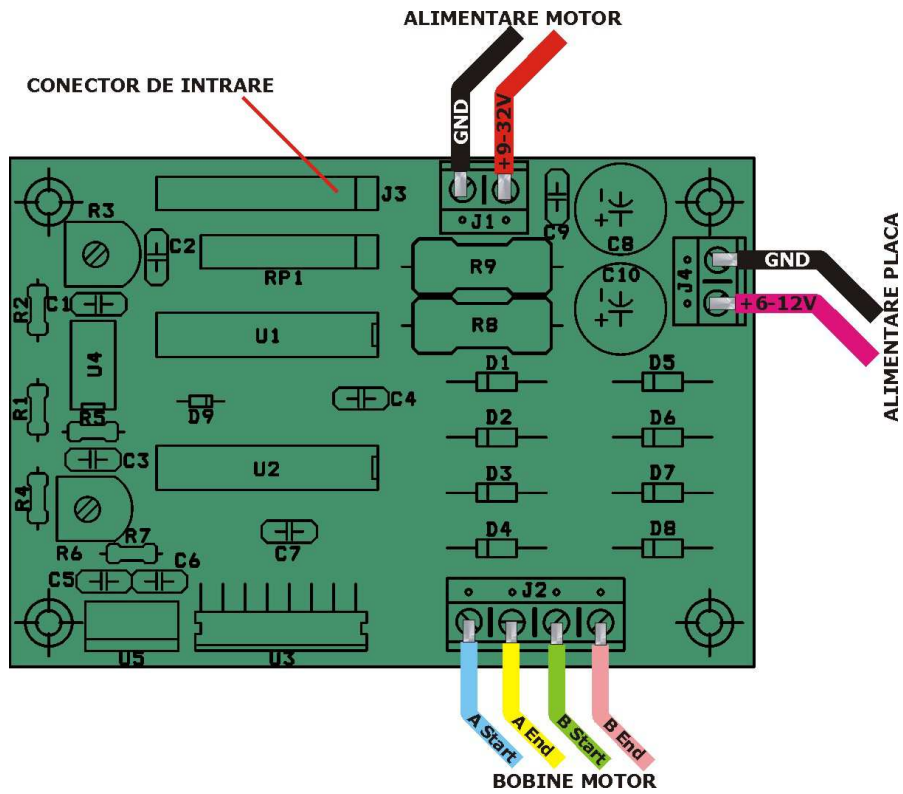 ALIMENTARE MOTOR
CONECTOR DE INTRARE
GND
+9-32V
J3
J1
R3
C2
RP1
C9
C8
R9
C10
J4
GND
+6-12V
ALIMENTARE PLACA
R2
C1
U4
U1
R8
D1
D5
R1
R5
D9
C4
D2
D6
C3
U2
D3
D7
R4
R6
R7
C7
D4
D8
C5
C6
U5
U3
J2
A Start
A End
B Start
B End
BOBINE MOTOR